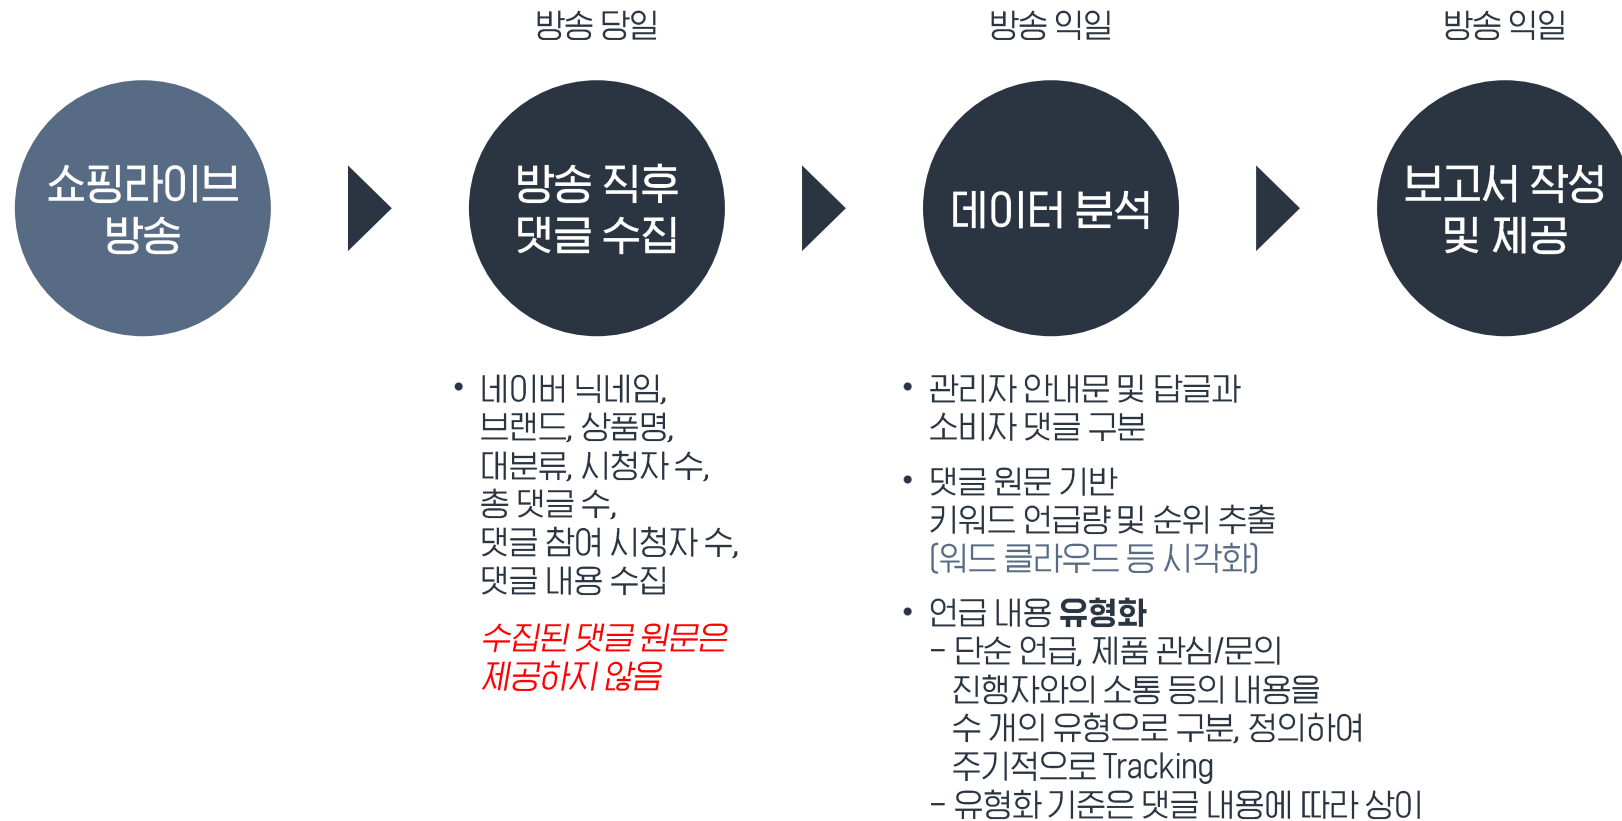 방송 당일
방송 익일
방송 익일
쇼핑라이브
방송
방송 직후
댓글 수집
데이터 분석
보고서 작성
및 제공
• 네이버 닉네임,
브랜드, 상품명,
대분류, 시청자 수,
총 댓글 수,
댓글 참여 시청자 수,
댓글 내용 수집
수집된 댓글 원문은
제공하지 않음
• 관리자 안내문 및 답글과
소비자 댓글 구분
• 댓글 원문 기반
키워드 언급량 및 순위 추출
(워드 클라우드 등 시각화)
• 언급 내용 유형화
- 단순 언급, 제품 관심/문의
진행자와의 소통 등의 내용을
수 개의 유형으로 구분, 정의하여
주기적으로 Tracking
- 유형화 기준은 댓글 내용에 따라 상이